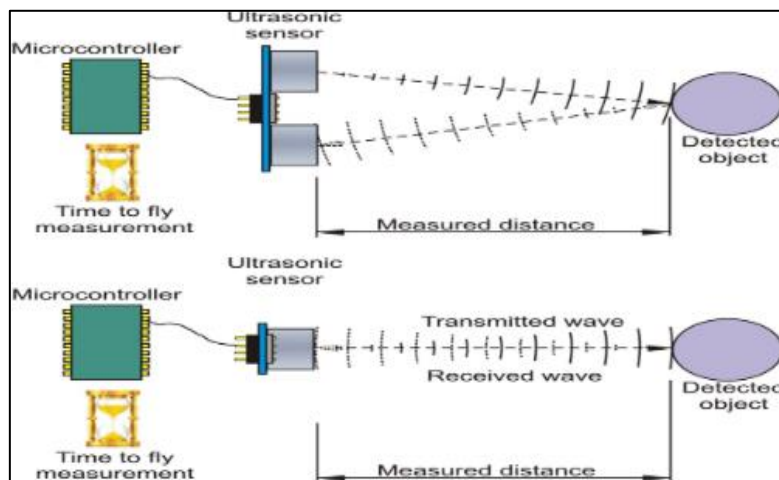 Ultrasonic
sensor
Microcontroller
Detected
object
Time to fly
measurement
Measured distance
Ultrasonic
sensor
Microcontroller
Transmitted wave
Received wave
Detected
object
Time to fly
measurement
Measured distance